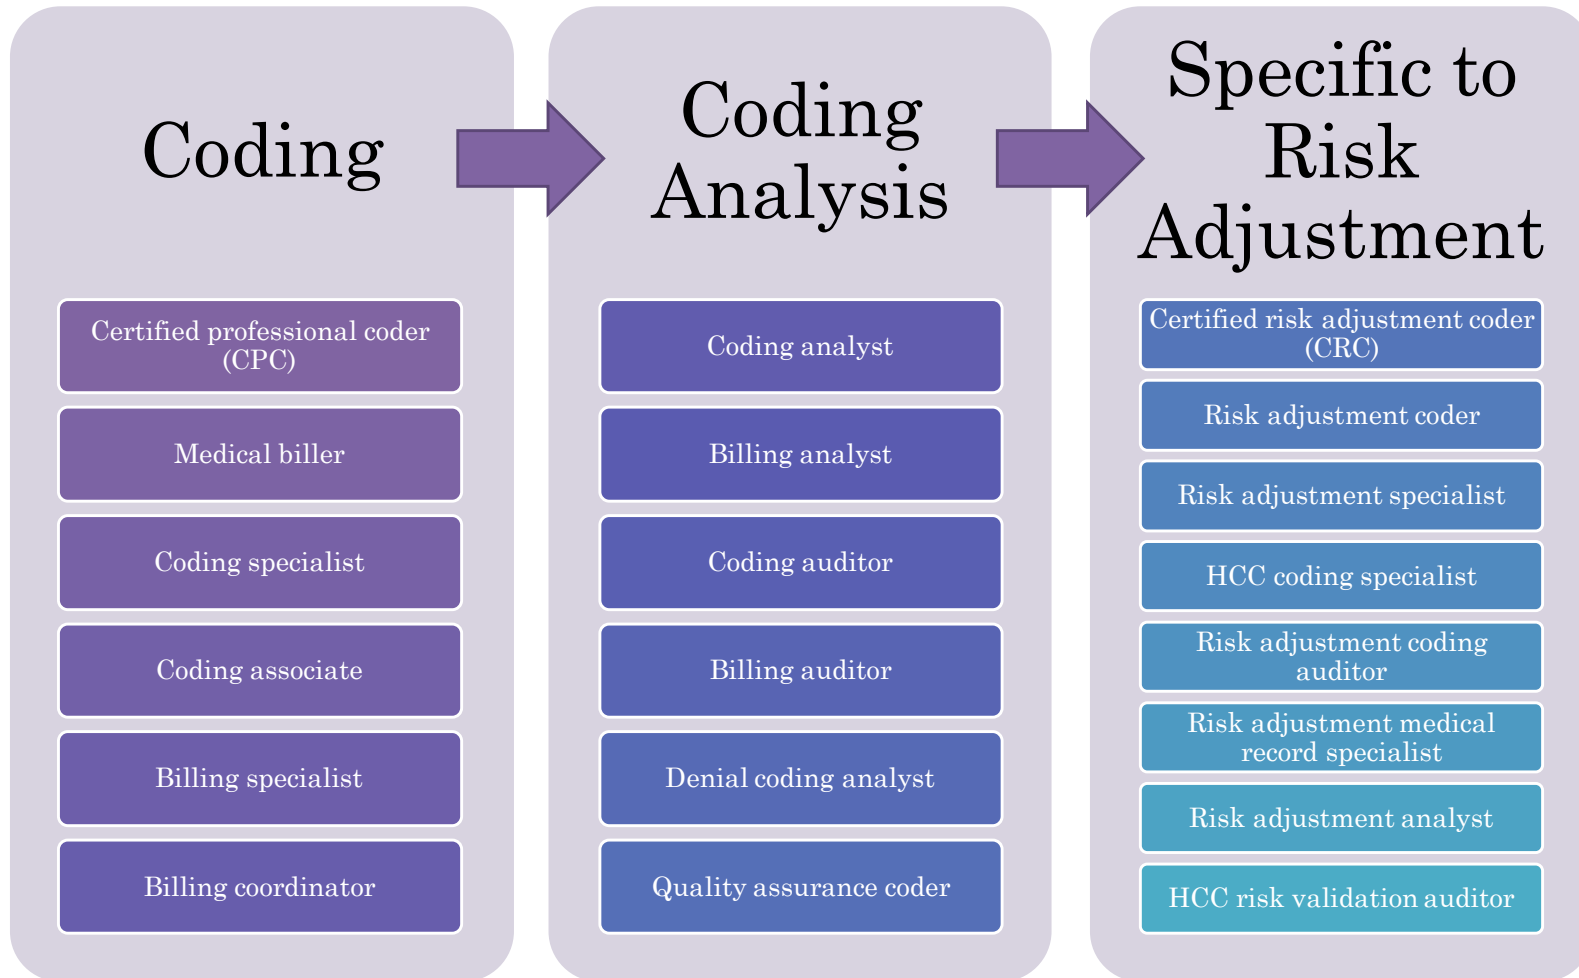 Coding
Certified professional coder
(CPC)
Medical biller
Coding specialist
Coding associate
Billing specialist
Billing coordinator
Coding
Analysis
Coding analyst
Billing analyst
Coding auditor
Billing auditor
Denial coding analyst
Quality assurance coder
Specific to
Risk
Adjustment
Certified risk adjustment coder
(CRC)
Risk adjustment coder
Risk adjustment specialist
HCC coding specialist
Risk adjustment coding
auditor
Risk adjustment medical
record specialist
Risk adjustment analyst
HCC risk validation auditor